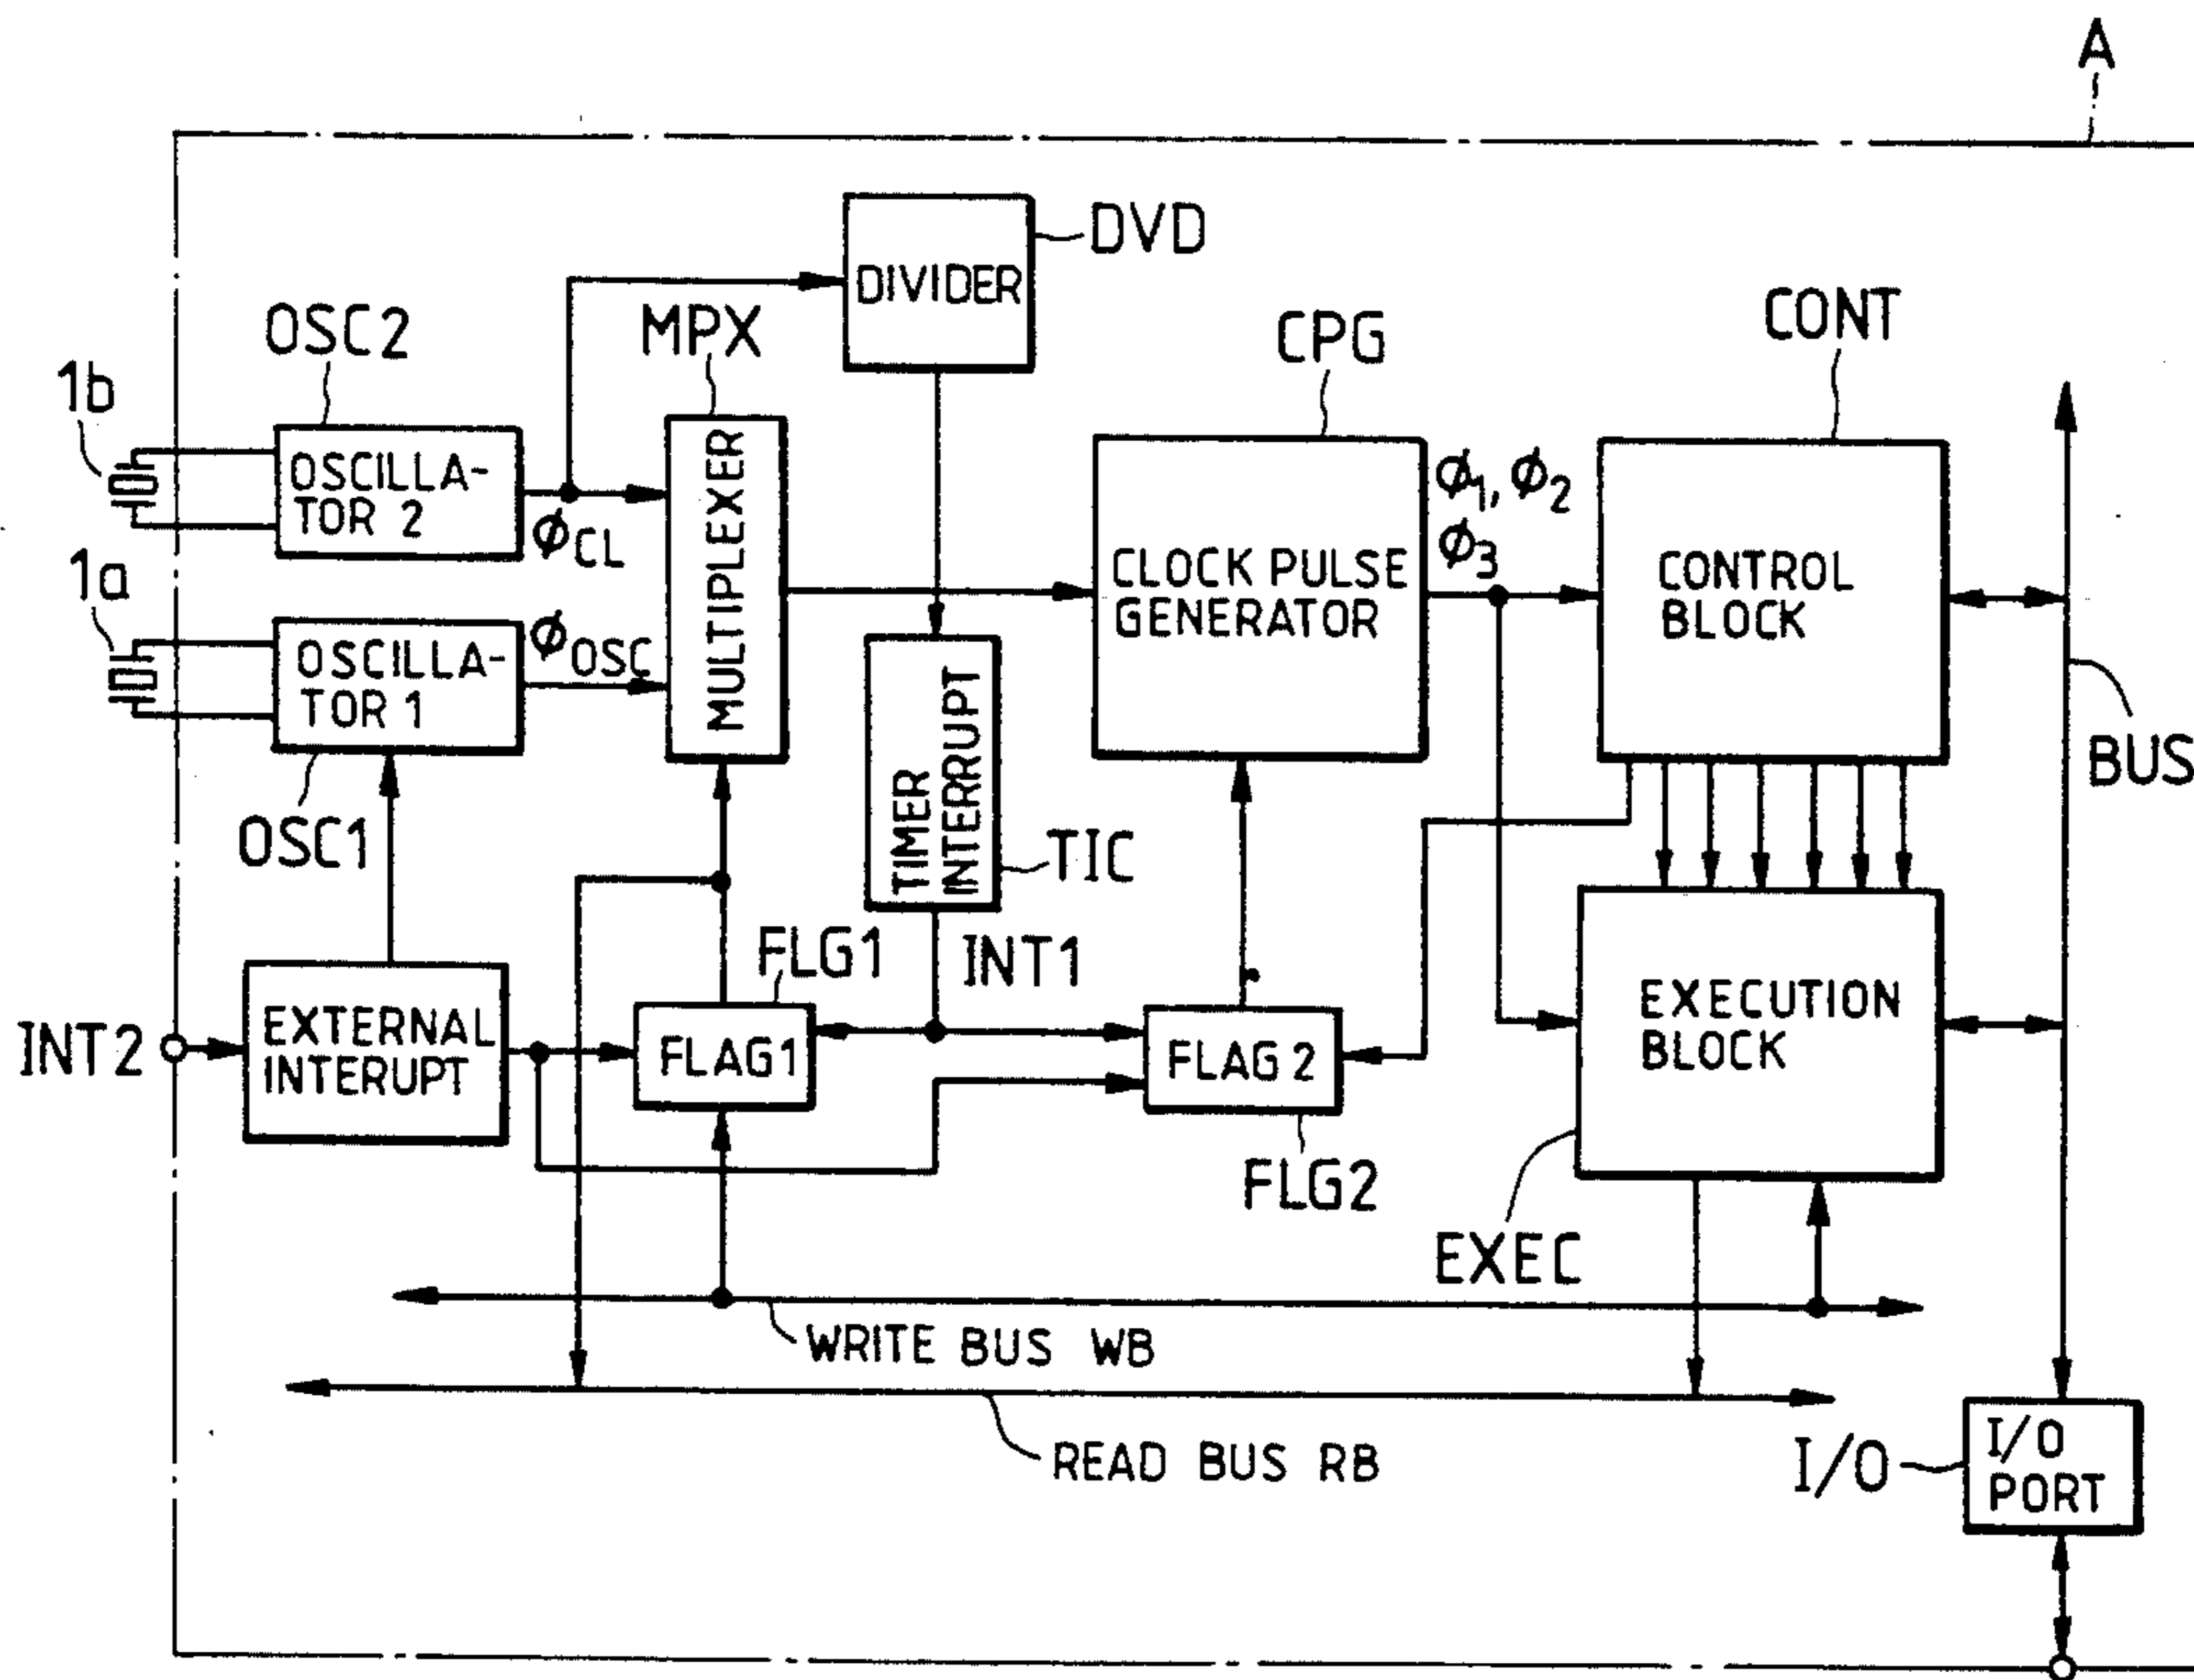 A
DVD
DIVIDER
OSC2
MPX
CPG
CONT
1b
OSCILLA-
TOR 2
ϕCL
MULTIPLEXER
CLOCK PULSE
GENERATOR
ϕ1, ϕ2
ϕ3
CONTROL
BLOCK
1a
OSCILLA-
TOR 1
ϕOSC
OSC1
TIMER
INTERRUPT
TIC
BUS
FLG1
INT1
INT2
EXTERNAL
INTERUPT
FLAG1
FLAG 2
EXECUTION
BLOCK
FLG2
EXEC
WRITE BUS WB
READ BUS RB
I/O
I/O
PORT